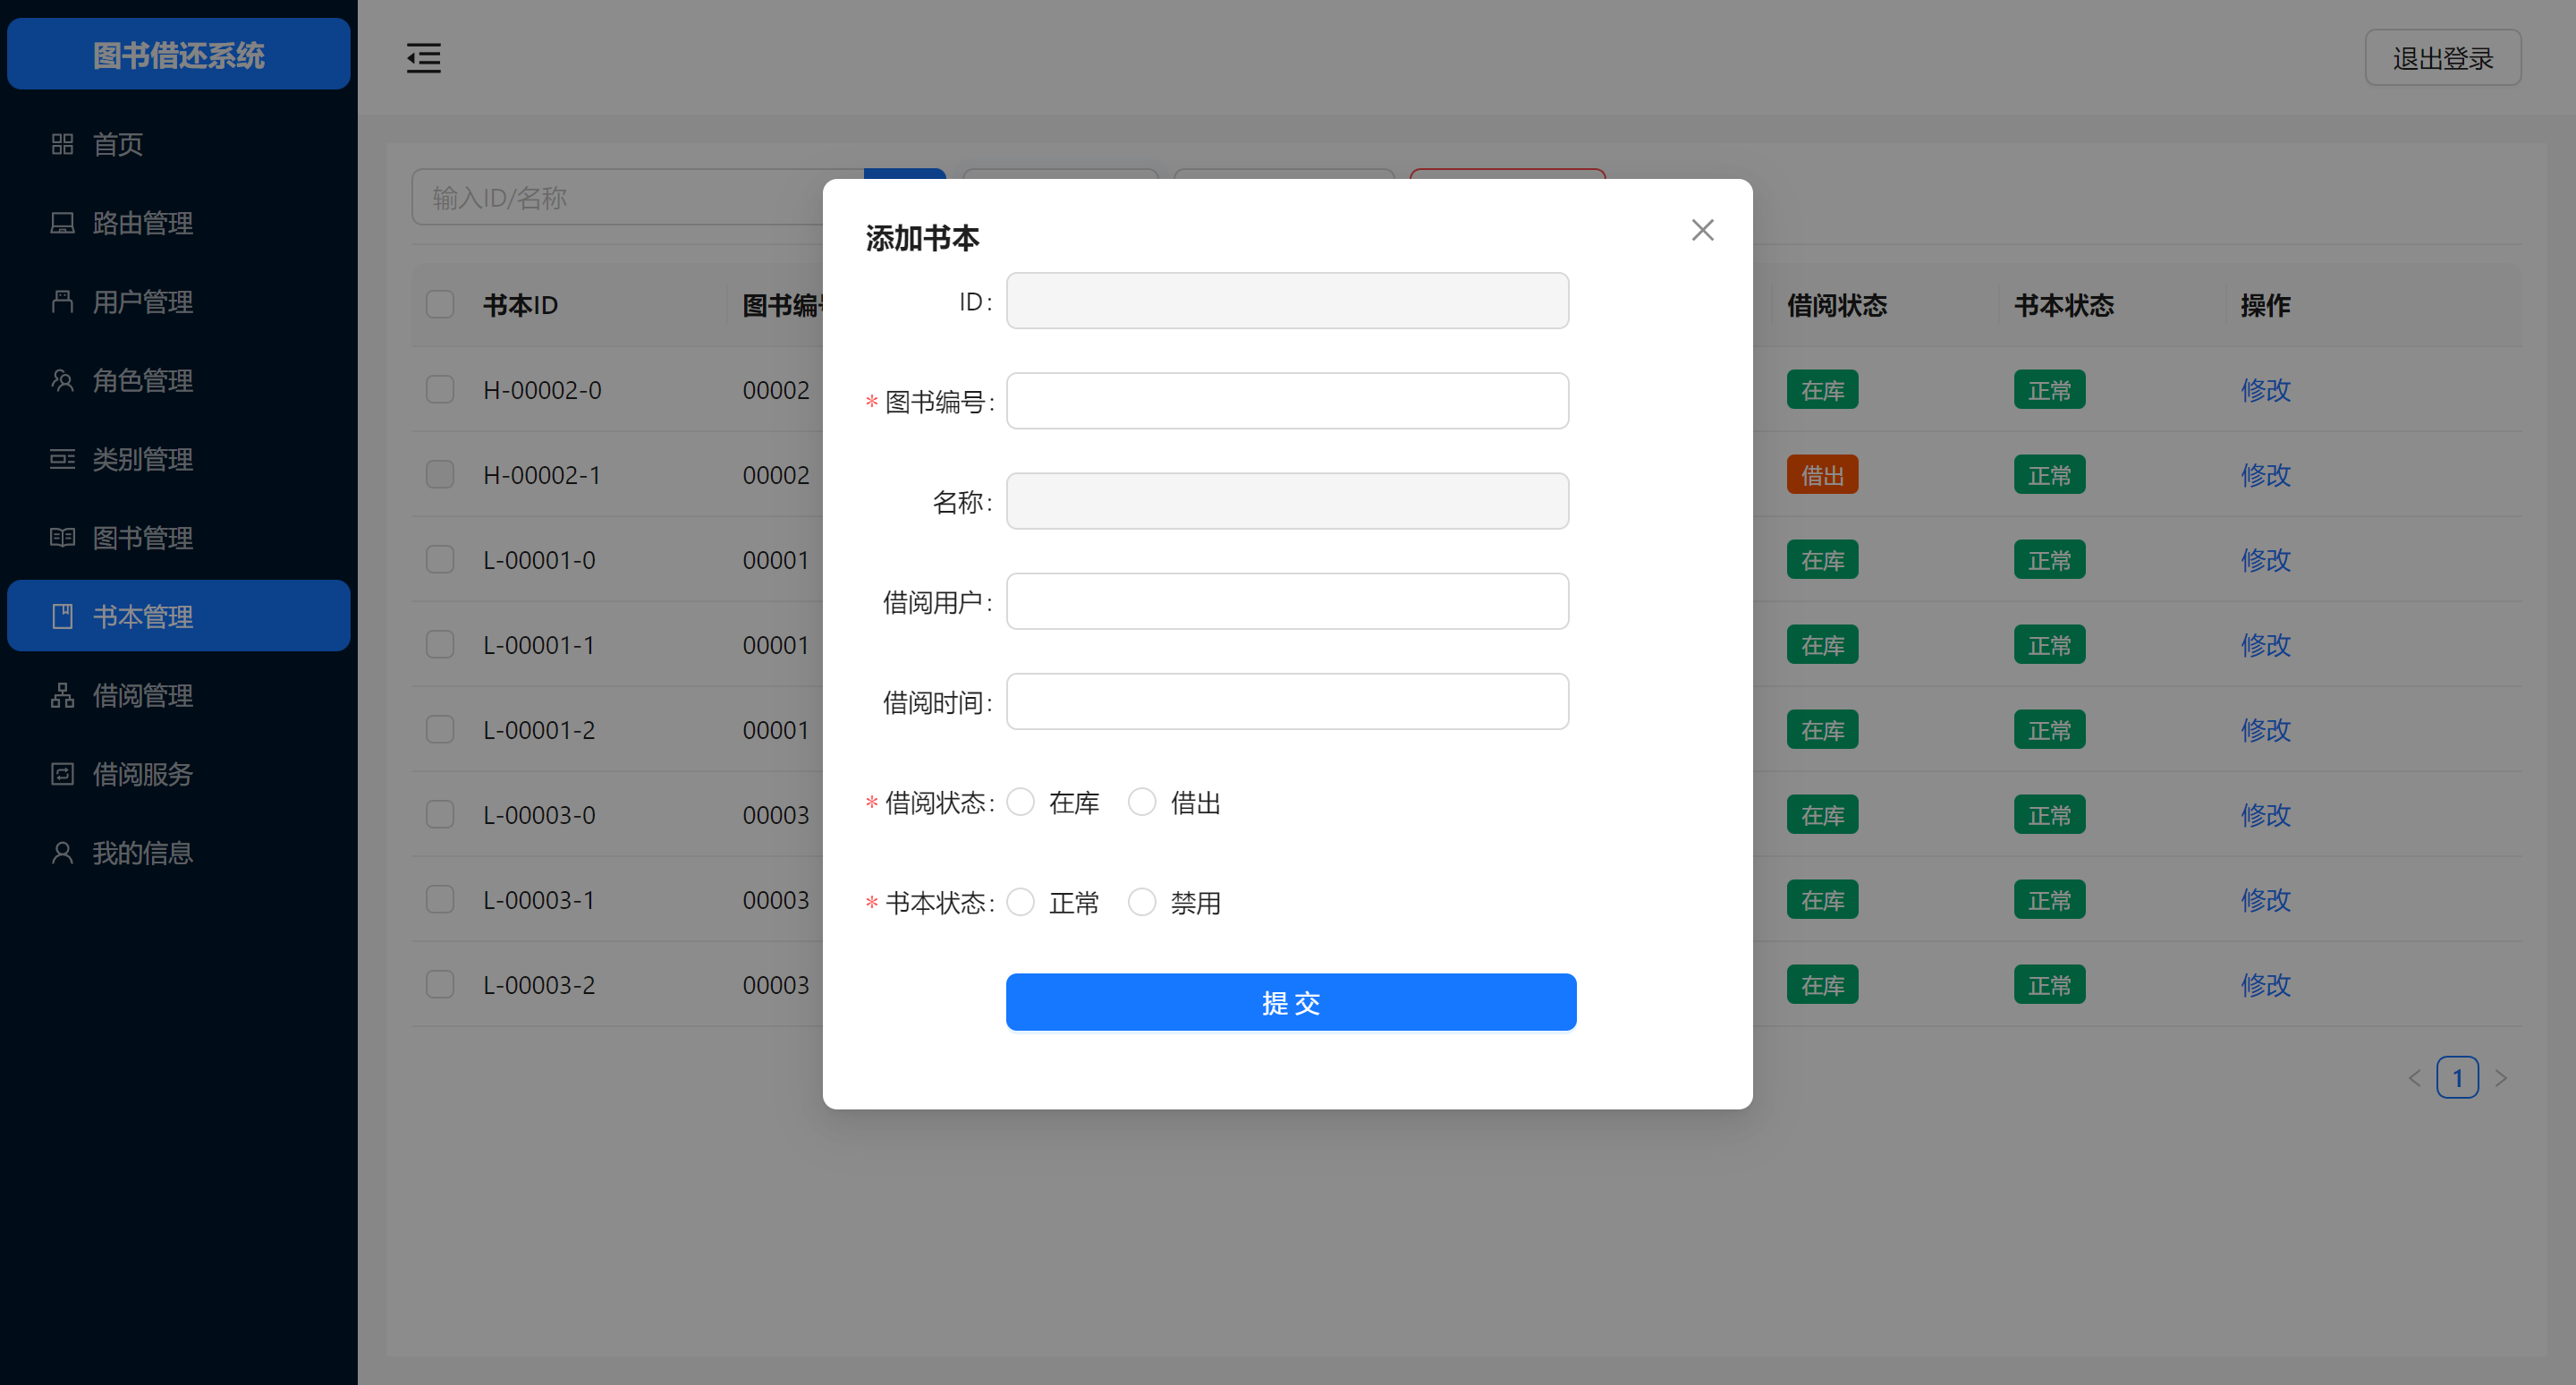 图书借还系统
首页
路由管理
用户管理
角色管理
类别管理
图书管理
书本管理
借阅管理
借阅服务
我的信息
退出登录
输入ID/名称
书本ID 图书编号 借阅状态 书本状态 操作
H-00002-0 00002 在库 正常 修改
H-00002-1 00002 借出 正常 修改
L-00001-0 00001 在库 正常 修改
L-00001-1 00001 在库 正常 修改
L-00001-2 00001 在库 正常 修改
L-00003-0 00003 在库 正常 修改
L-00003-1 00003 在库 正常 修改
L-00003-2 00003 在库 正常 修改
1
添加书本
ID:
* 图书编号:
名称:
借阅用户:
借阅时间:
* 借阅状态: 在库 借出
* 书本状态: 正常 禁用
提 交